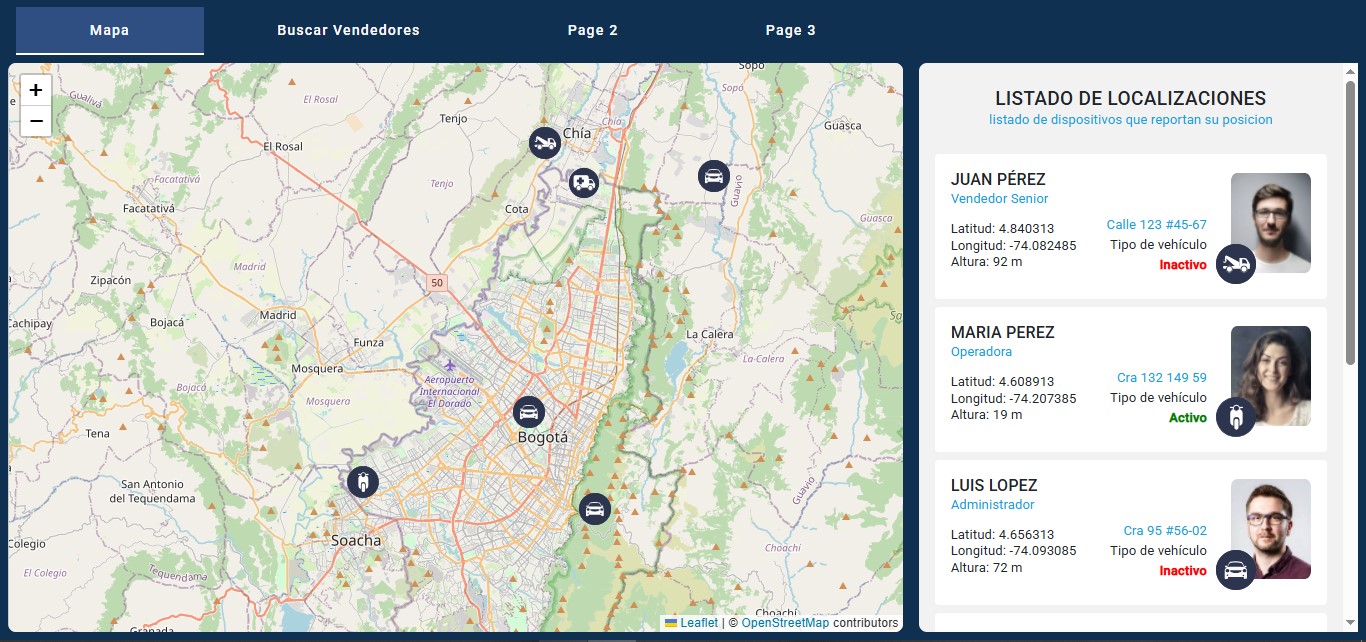 Mapa
Buscar Vendedores
Page 2
Page 3
+
−
Sopó
Gualivá
El Rosal
Tenjo
Chía
Chía
Sopó
Guasca
El Rosal
Facatativá
Tenjo
Guavio
Facatativá
Cota
Guasca
Madrid
Zipacón
50
Cachipay
Bojacá
Madrid
Funza
La Calera
Mosquera
La Calera
Aeropuerto
Internacional
El Dorado
Bojacá
Mosquera
Tena
Bogotá
San Antonio
del Tequendama
Guavio
Colegio
Soacha
Choachí
El Colegio
Tequendama
Choachí
Granada
Leaflet | © OpenStreetMap contributors
LISTADO DE LOCALIZACIONES
listado de dispositivos que reportan su posicion
JUAN PÉREZ
Vendedor Senior
Latitud: 4.840313
Longitud: -74.082485
Altura: 92 m
Calle 123 #45-67
Tipo de vehículo
Inactivo
MARIA PEREZ
Operadora
Latitud: 4.608913
Longitud: -74.207385
Altura: 19 m
Cra 132 149 59
Tipo de vehículo
Activo
LUIS LOPEZ
Administrador
Latitud: 4.656313
Longitud: -74.093085
Altura: 72 m
Cra 95 #56-02
Tipo de vehículo
Inactivo